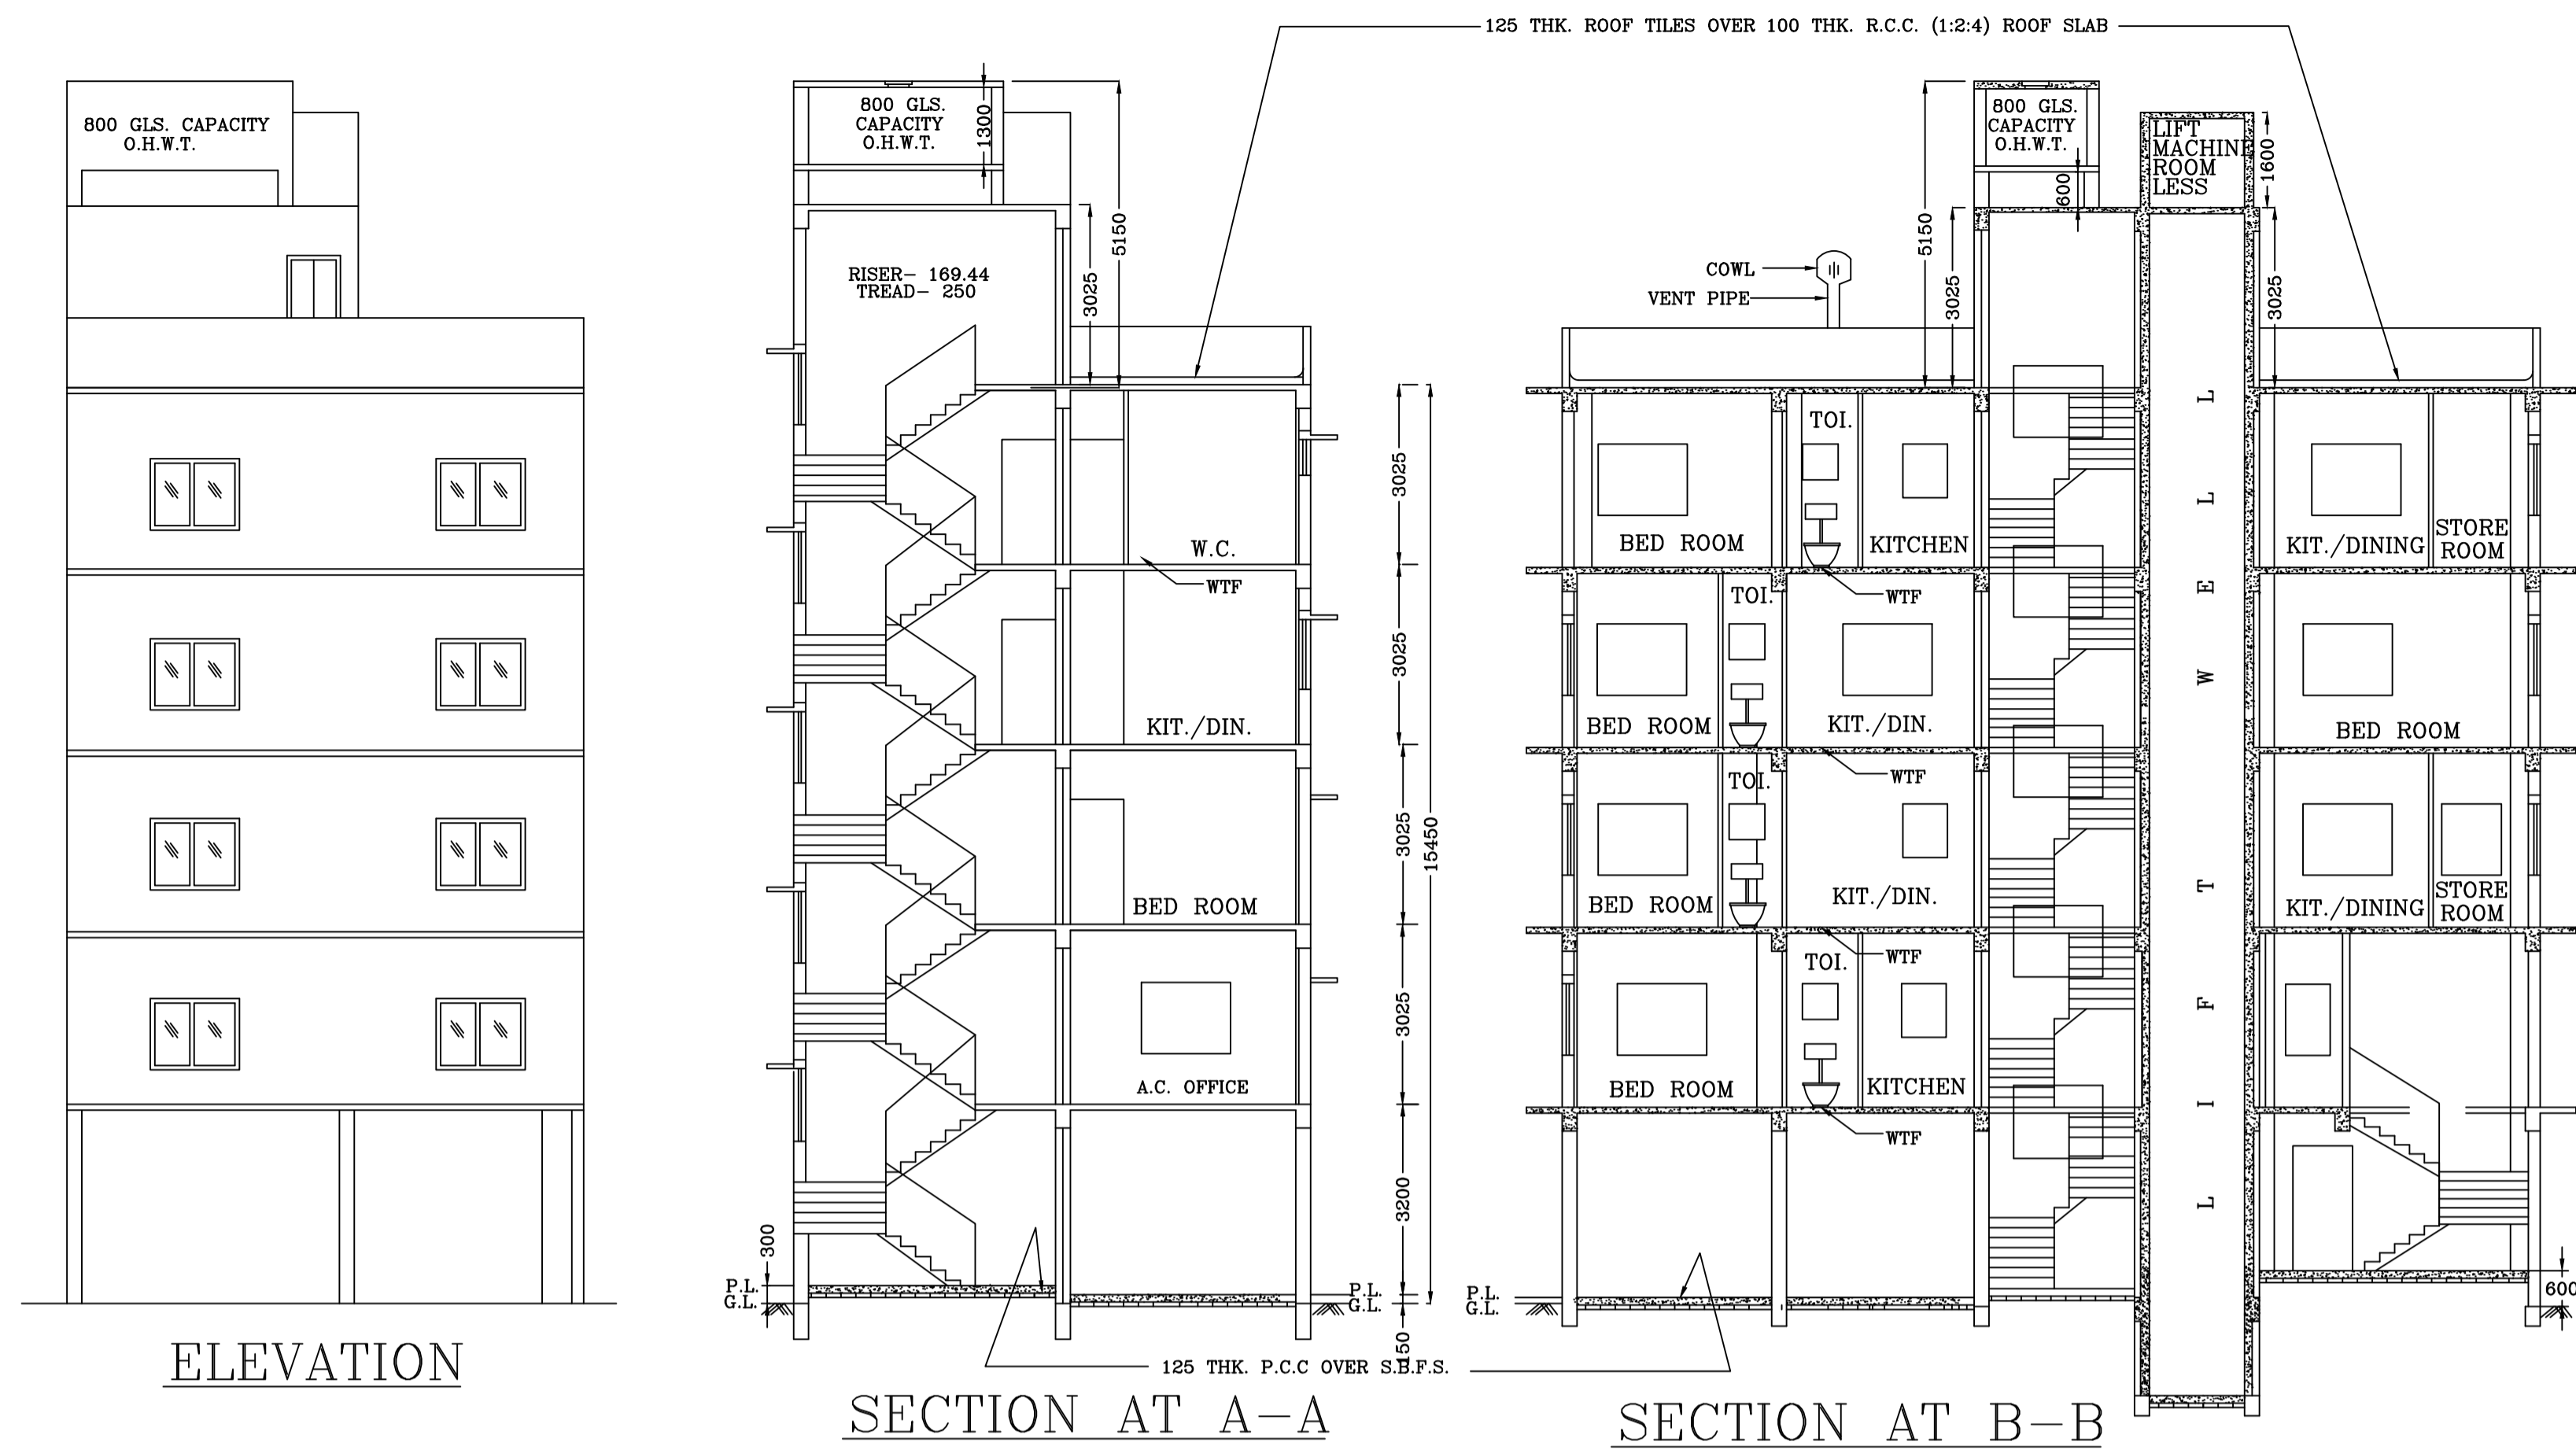 125 THK. ROOF TILES OVER 100 THK. R.C.C. (1:2:4) ROOF SLAB
800 GLS. CAPACITY
O.H.W.T.
ELEVATION
800 GLS.
CAPACITY
O.H.W.T.
1300
5150
3025
RISER- 169.44
TREAD- 250
W.C.
WTF
KIT./DIN.
BED ROOM
A.C. OFFICE
3025
3025
3025
3025
3200
15450
150
300
P.L.
G.L.
P.L.
G.L.
125 THK. P.C.C OVER S.B.F.S.
SECTION AT A-A
800 GLS.
CAPACITY
O.H.W.T.
600
LIFT
MACHINE
ROOM
LESS
1600
5150
3025
3025
COWL
VENT PIPE
TOI.
BED ROOM
KITCHEN
WTF
KIT./DINING
STORE
ROOM
TOI.
BED ROOM
KIT./DIN.
WTF
BED ROOM
TOI.
BED ROOM
KIT./DIN.
WTF
KIT./DINING
STORE
ROOM
TOI.
BED ROOM
KITCHEN
WTF
L I F T W E L L
P.L.
G.L.
600
SECTION AT B-B